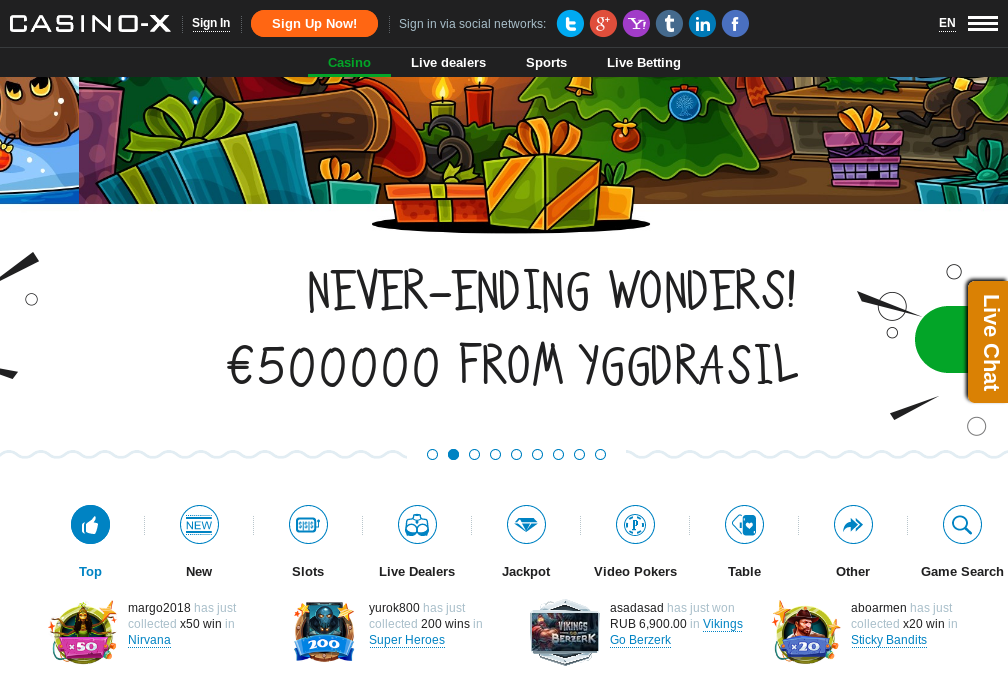 CASINO-X Sign In Sign Up Now! Sign in via social networks: EN
Casino Live dealers Sports Live Betting
NEVER-ENDING WONDERS!
€500000 FROM YGGDRASIL
Live Chat
NEW
Top New Slots Live Dealers Jackpot Video Pokers Table Other Game Search
margo2018 has just
collected x50 win in
Nirvana
x50
yurok800 has just
collected 200 wins in
Super Heroes
200
asadasad has just won
RUB 6,900.00 in Vikings
Go Berzerk
VIKINGS
GO
BERZERK
aboarmen has just
collected x20 win in
Sticky Bandits
x20